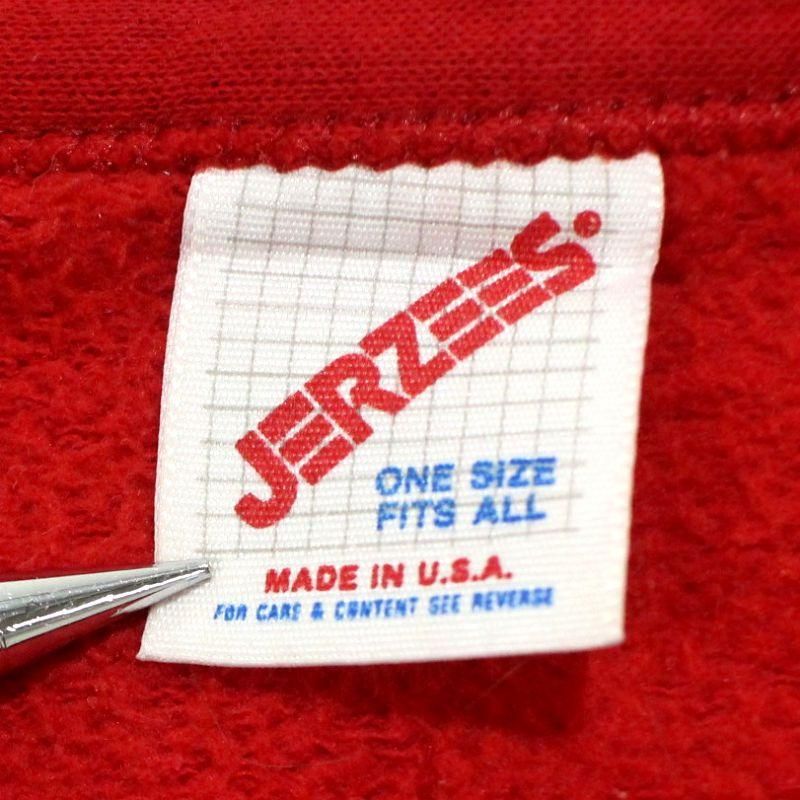 JERZEES®
ONE SIZE
FITS ALL
MADE IN U.S.A.
FOR CARE & CONTENT SEE REVERSE